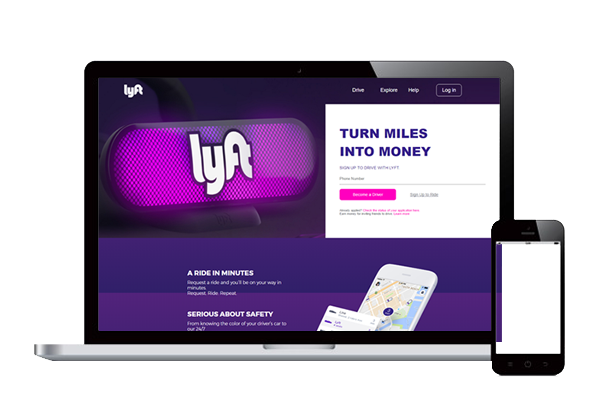 lyft
Drive Explore Help Log in
lyft
TURN MILES
INTO MONEY
SIGN UP TO DRIVE WITH LYFT
Phone Number
Become a Driver Sign Up to Ride
A RIDE IN MINUTES
Request a ride and you'll be on your way in
minutes.
Request. Ride. Repeat.
SERIOUS ABOUT SAFETY
From knowing the color of your driver's car to
our 24/7